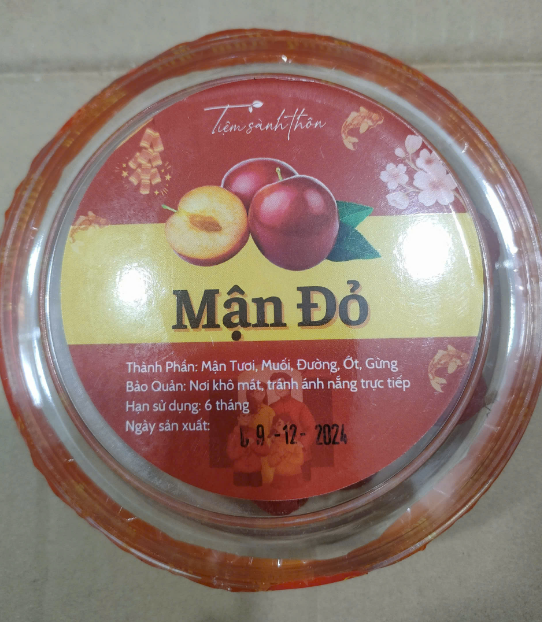 Tiệm sành thôn
Mận Đỏ
Thành Phần: Mận Tươi, Muối, Đường, Ớt, Gừng
Bảo Quản: Nơi khô mát, tránh ánh nắng trực tiếp
Hạn sử dụng: 6 tháng
Ngày sản xuất: 09-12-2024